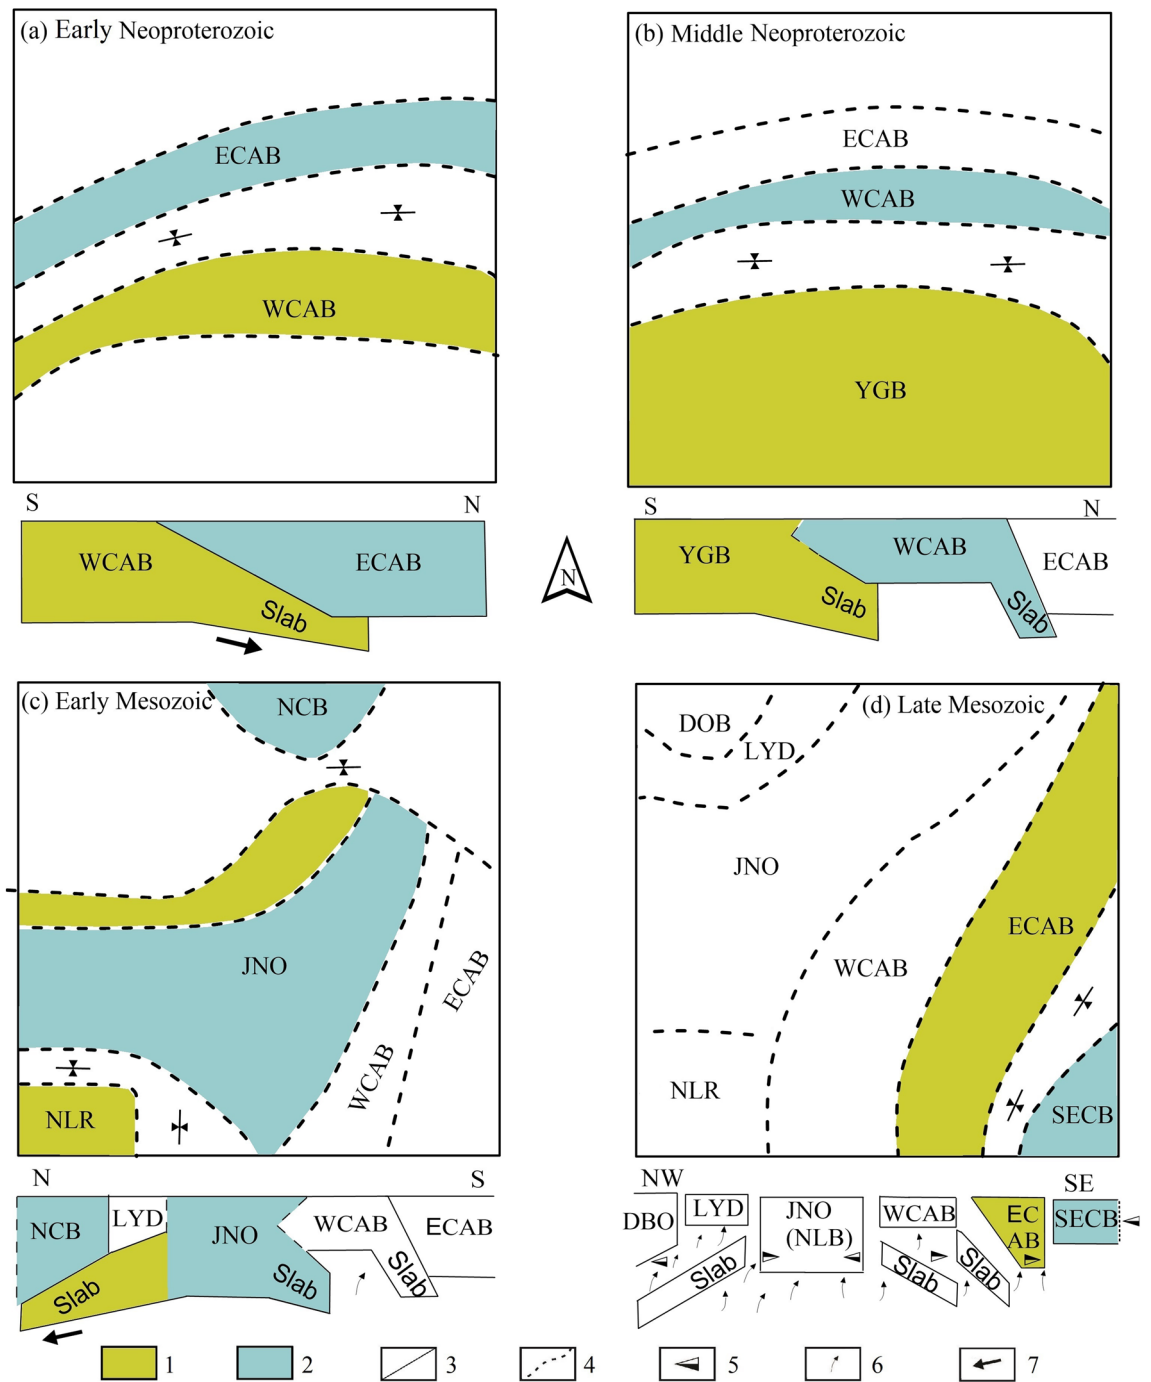 (a) Early Neoproterozoic
ECAB
WCAB
S
N
WCAB
ECAB
Slab
(b) Middle Neoproterozoic
ECAB
WCAB
YGB
S
N
YGB
WCAB
ECAB
Slab
Slab
N
(c) Early Mesozoic
NCB
JNO
ECAB
WCAB
NLR
N
S
NCB
LYD
JNO
WCAB
ECAB
Slab
Slab
Slab
(d) Late Mesozoic
DOB
LYD
JNO
ECAB
WCAB
NLR
SECB
NW
SE
DBO
LYD
JNO
(NLB)
WCAB
EC
AB
SECB
Slab
Slab
Slab
1
2
3
4
5
6
7